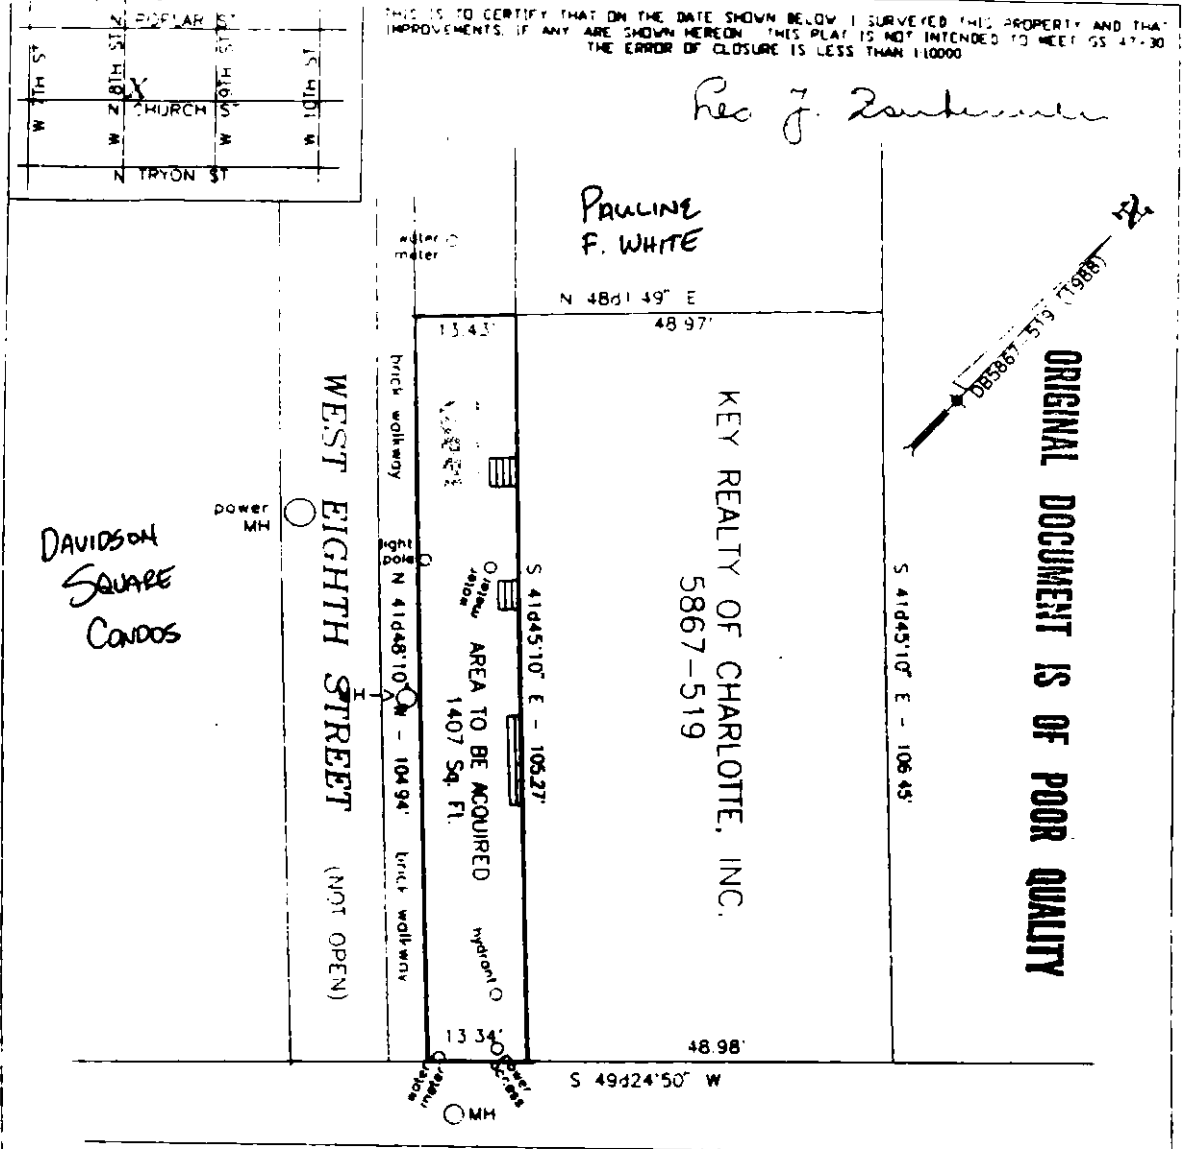 THIS IS TO CERTIFY THAT ON THE DATE SHOWN BELOW I SURVEYED THIS PROPERTY AND THAT
IMPROVEMENTS, IF ANY ARE SHOWN HEREON THIS PLAT IS NOT INTENDED TO MEET GS 47-30
THE ERROR OF CLOSURE IS LESS THAN 1:10000
N POPLAR ST
W 7TH ST
W 8TH ST
W 9TH ST
W 10TH ST
X
N CHURCH ST
N TRYON ST
PAULINE
F. WHITE
water
meter
N 48d1 49" E
13.43'
48.97'
DB5867-519 (1988)
ORIGINAL DOCUMENT IS OF POOR QUALITY
brick walkway
WEST EIGHTH STREET (NOT OPEN)
power
MH
DAVIDSON
SQUARE
CONDOS
light
pole
N 41d48'10" W - 104.94'
brick walkway
water
meter
AREA TO BE ACQUIRED
1407 Sq. Ft.
S 41d45'10" E - 105.27'
KEY REALTY OF CHARLOTTE, INC.
5867-519
S 41d45'10" E - 106.45'
hydrant
13.34'
48.98'
water
meter
power
S 49d24'50" W
MH